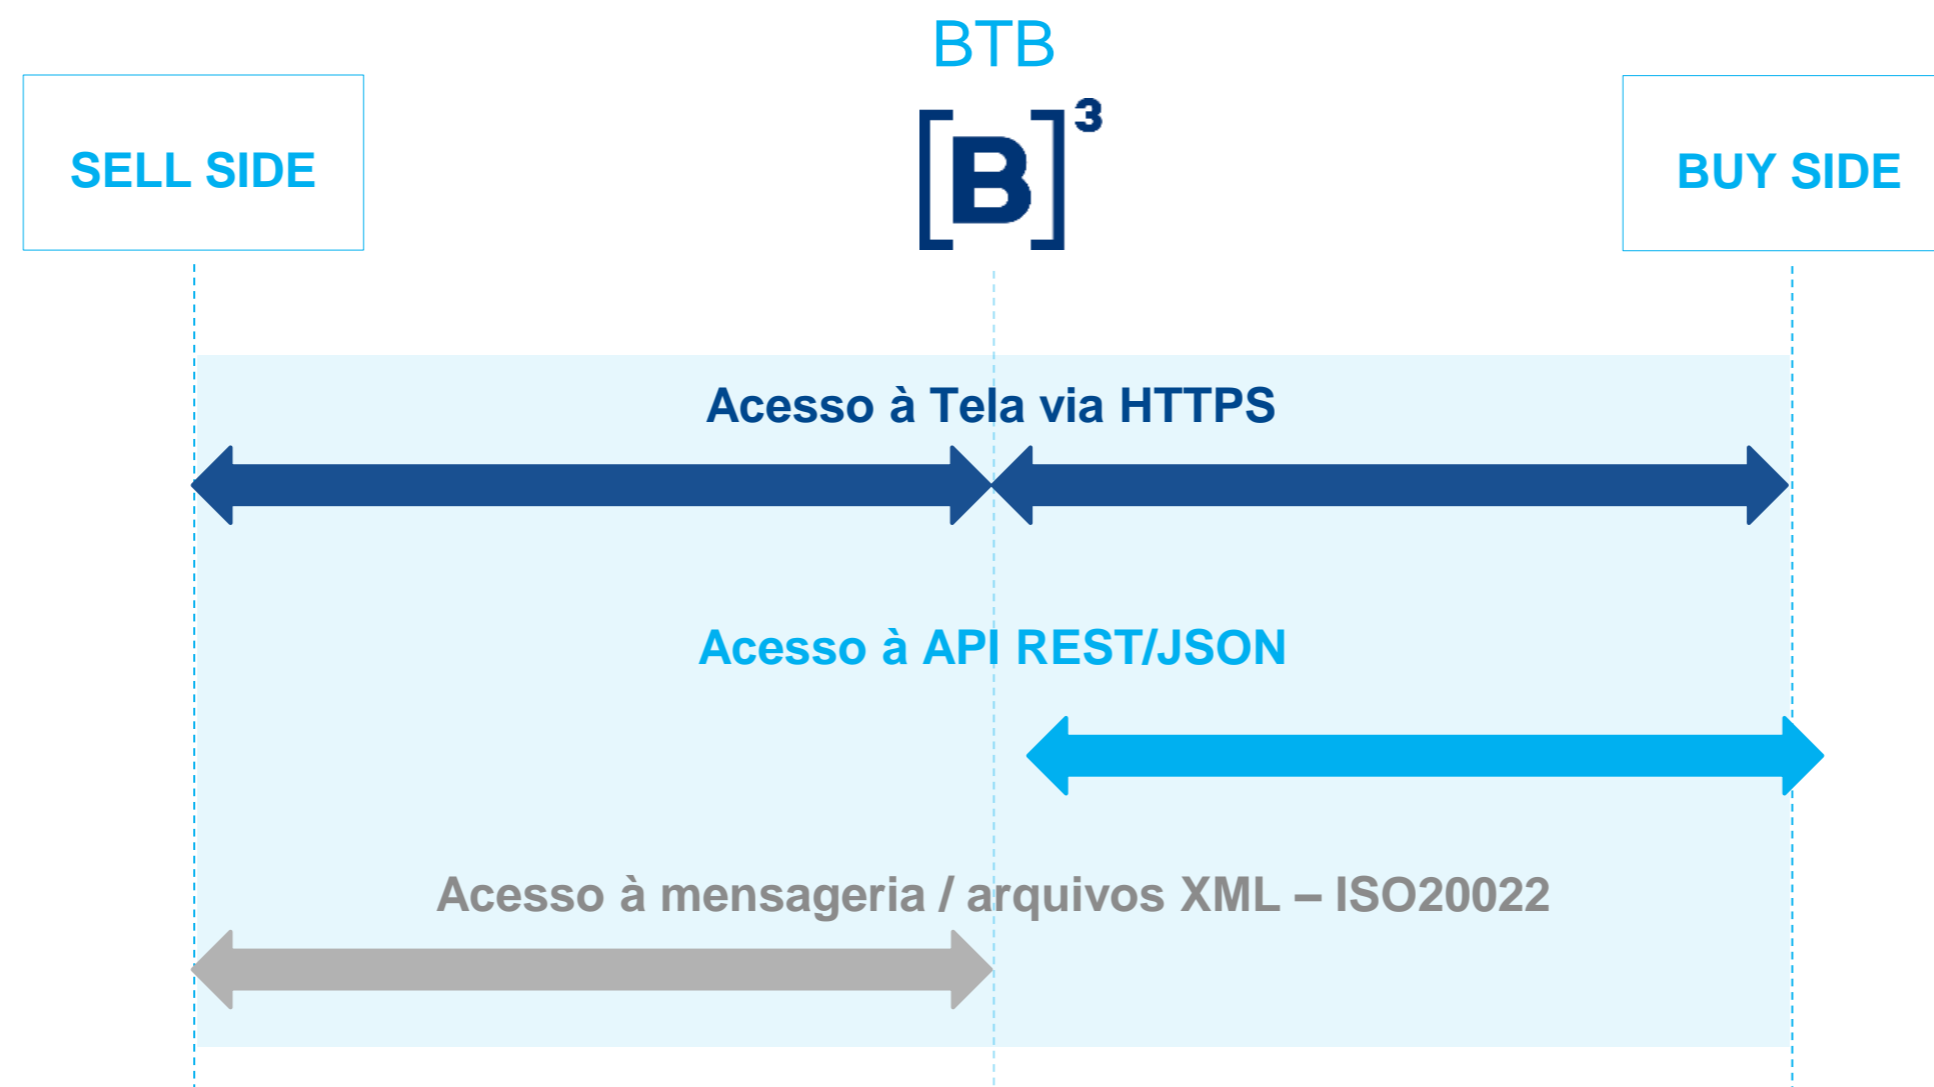 BTB
SELL SIDE
[B]³
BUY SIDE
Acesso à Tela via HTTPS
Acesso à API REST/JSON
Acesso à mensageria / arquivos XML – ISO20022